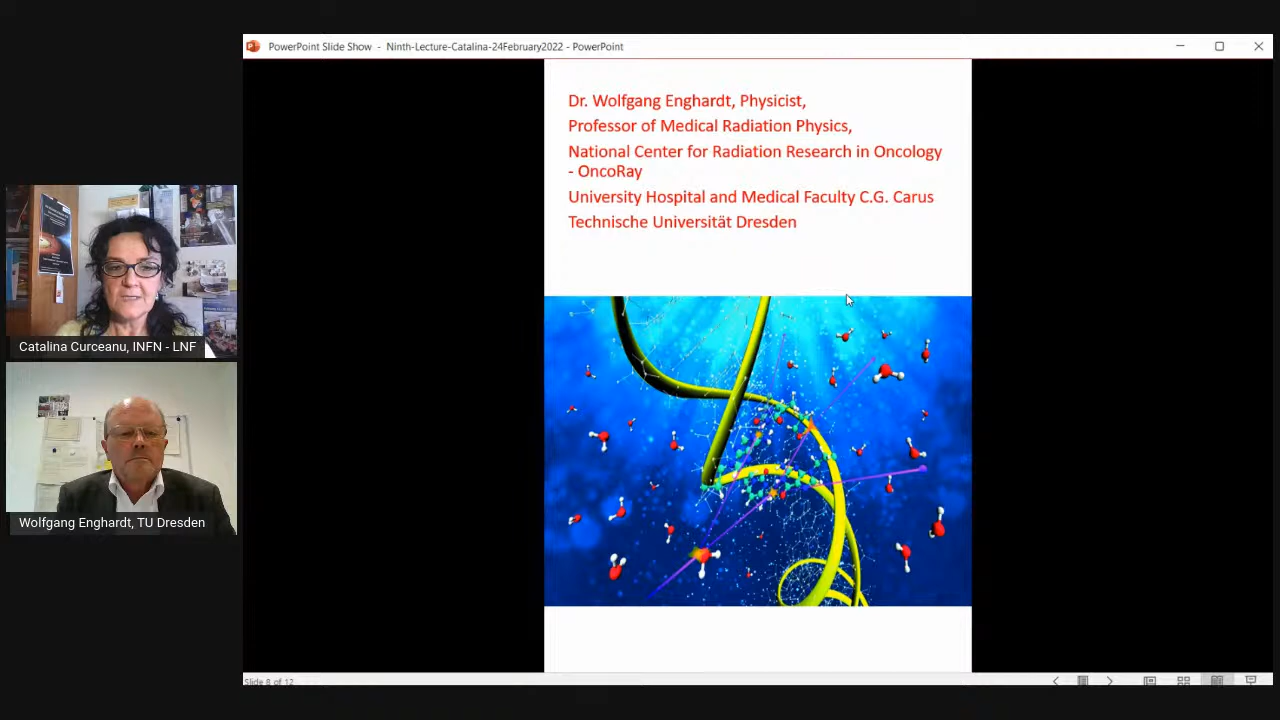 PowerPoint Slide Show - Ninth-Lecture-Catalina-24February2022 - PowerPoint
Dr. Wolfgang Enghardt, Physicist,
Professor of Medical Radiation Physics,
National Center for Radiation Research in Oncology
- OncoRay
University Hospital and Medical Faculty C.G. Carus
Technische Universität Dresden
Catalina Curceanu, INFN - LNF
Wolfgang Enghardt, TU Dresden
Slide 8 of 12